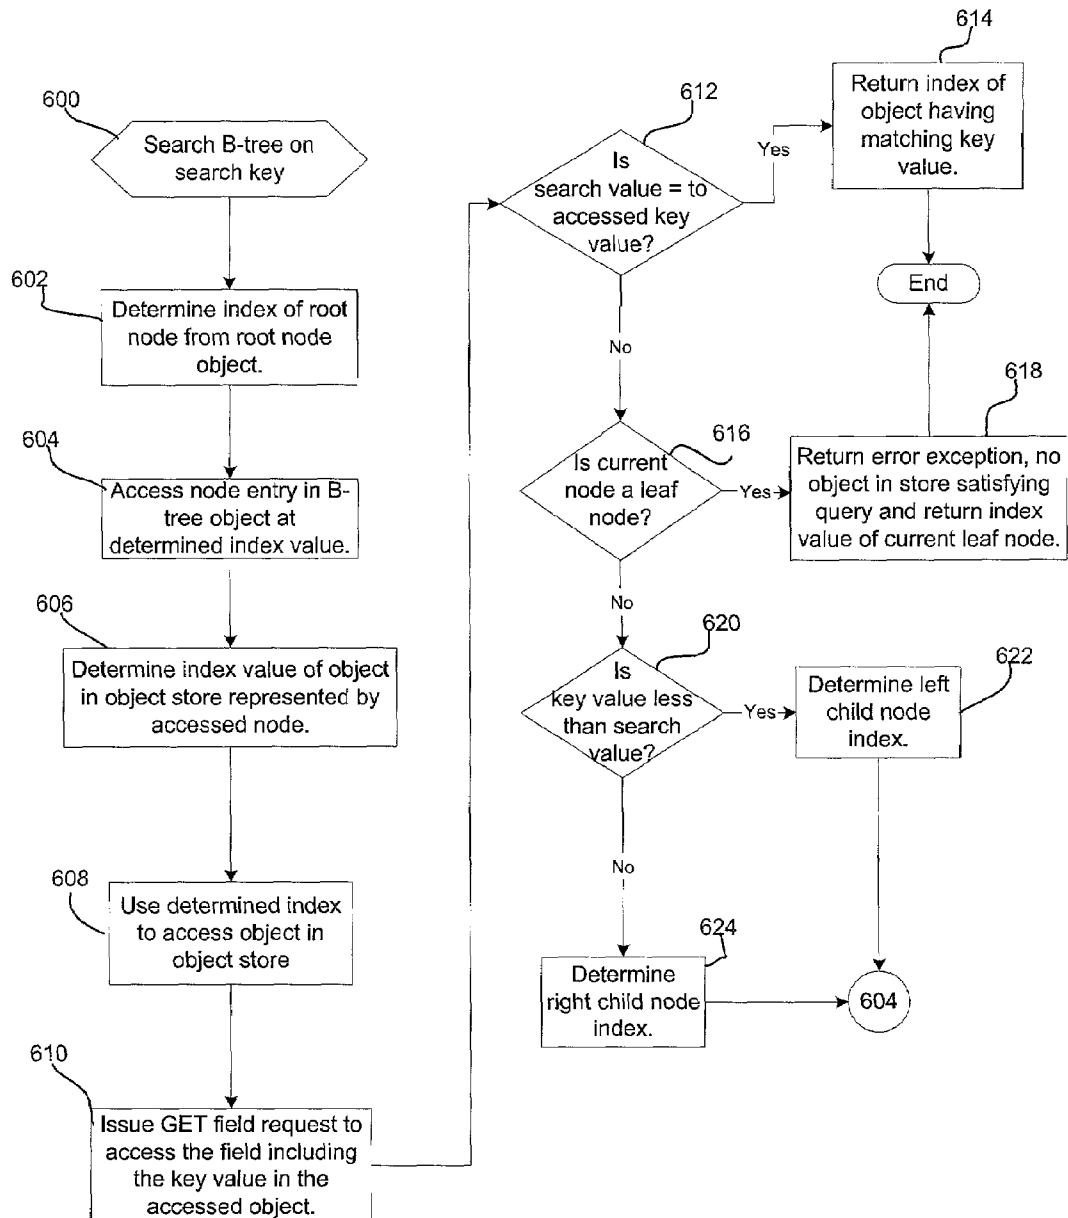 600
Search B-tree on
search key
602
Determine index of root
node from root node
object.
604
Access node entry in B-
tree object at
determined index value.
606
Determine index value of object
in object store represented by
accessed node.
608
Use determined index
to access object in
object store
610
Issue GET field request to
access the field including
the key value in the
accessed object.
612
Is
search value = to
accessed key
value?
Yes
No
614
Return index of
object having
matching key
value.
End
616
Is current
node a leaf
node?
Yes
No
618
Return error exception, no
object in store satisfying
query and return index
value of current leaf node.
620
Is
key value less
than search
value?
Yes
No
622
Determine left
child node
index.
624
Determine
right child node
index.
604